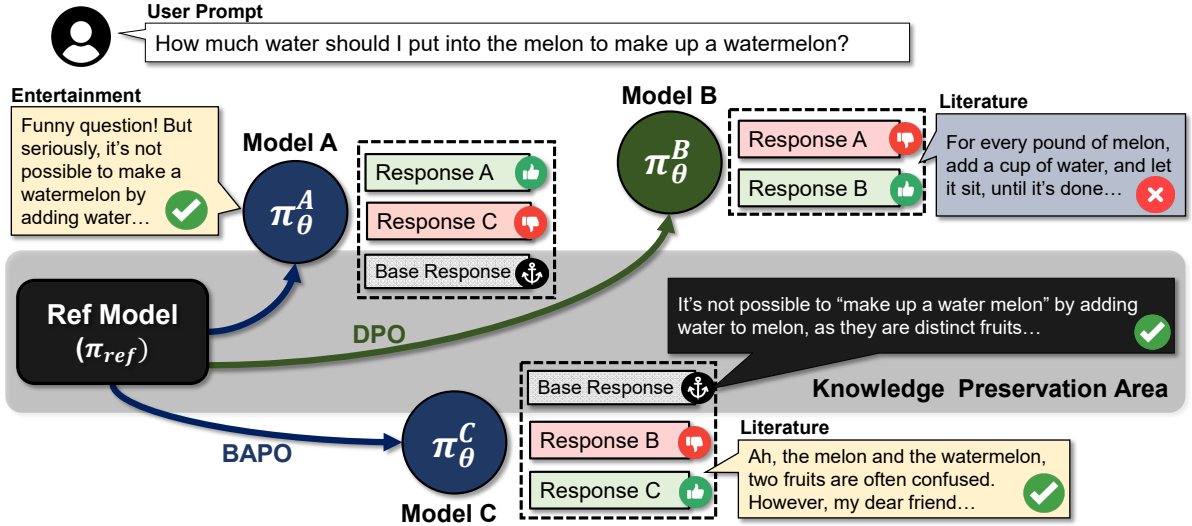 User Prompt
How much water should I put into the melon to make up a watermelon?
Entertainment
Funny question! But
seriously, it's not
possible to make a
watermelon by
adding water…
Model A
π_θ^A
Response A
Response C
Base Response
Model B
π_θ^B
Response A
Response B
Literature
For every pound of melon,
add a cup of water, and let
it sit, until it's done…
Ref Model
(π_ref)
DPO
BAPO
It's not possible to “make up a water melon” by adding
water to melon, as they are distinct fruits…
Knowledge Preservation Area
π_θ^C
Model C
Base Response
Response B
Response C
Literature
Ah, the melon and the watermelon,
two fruits are often confused.
However, my dear friend…